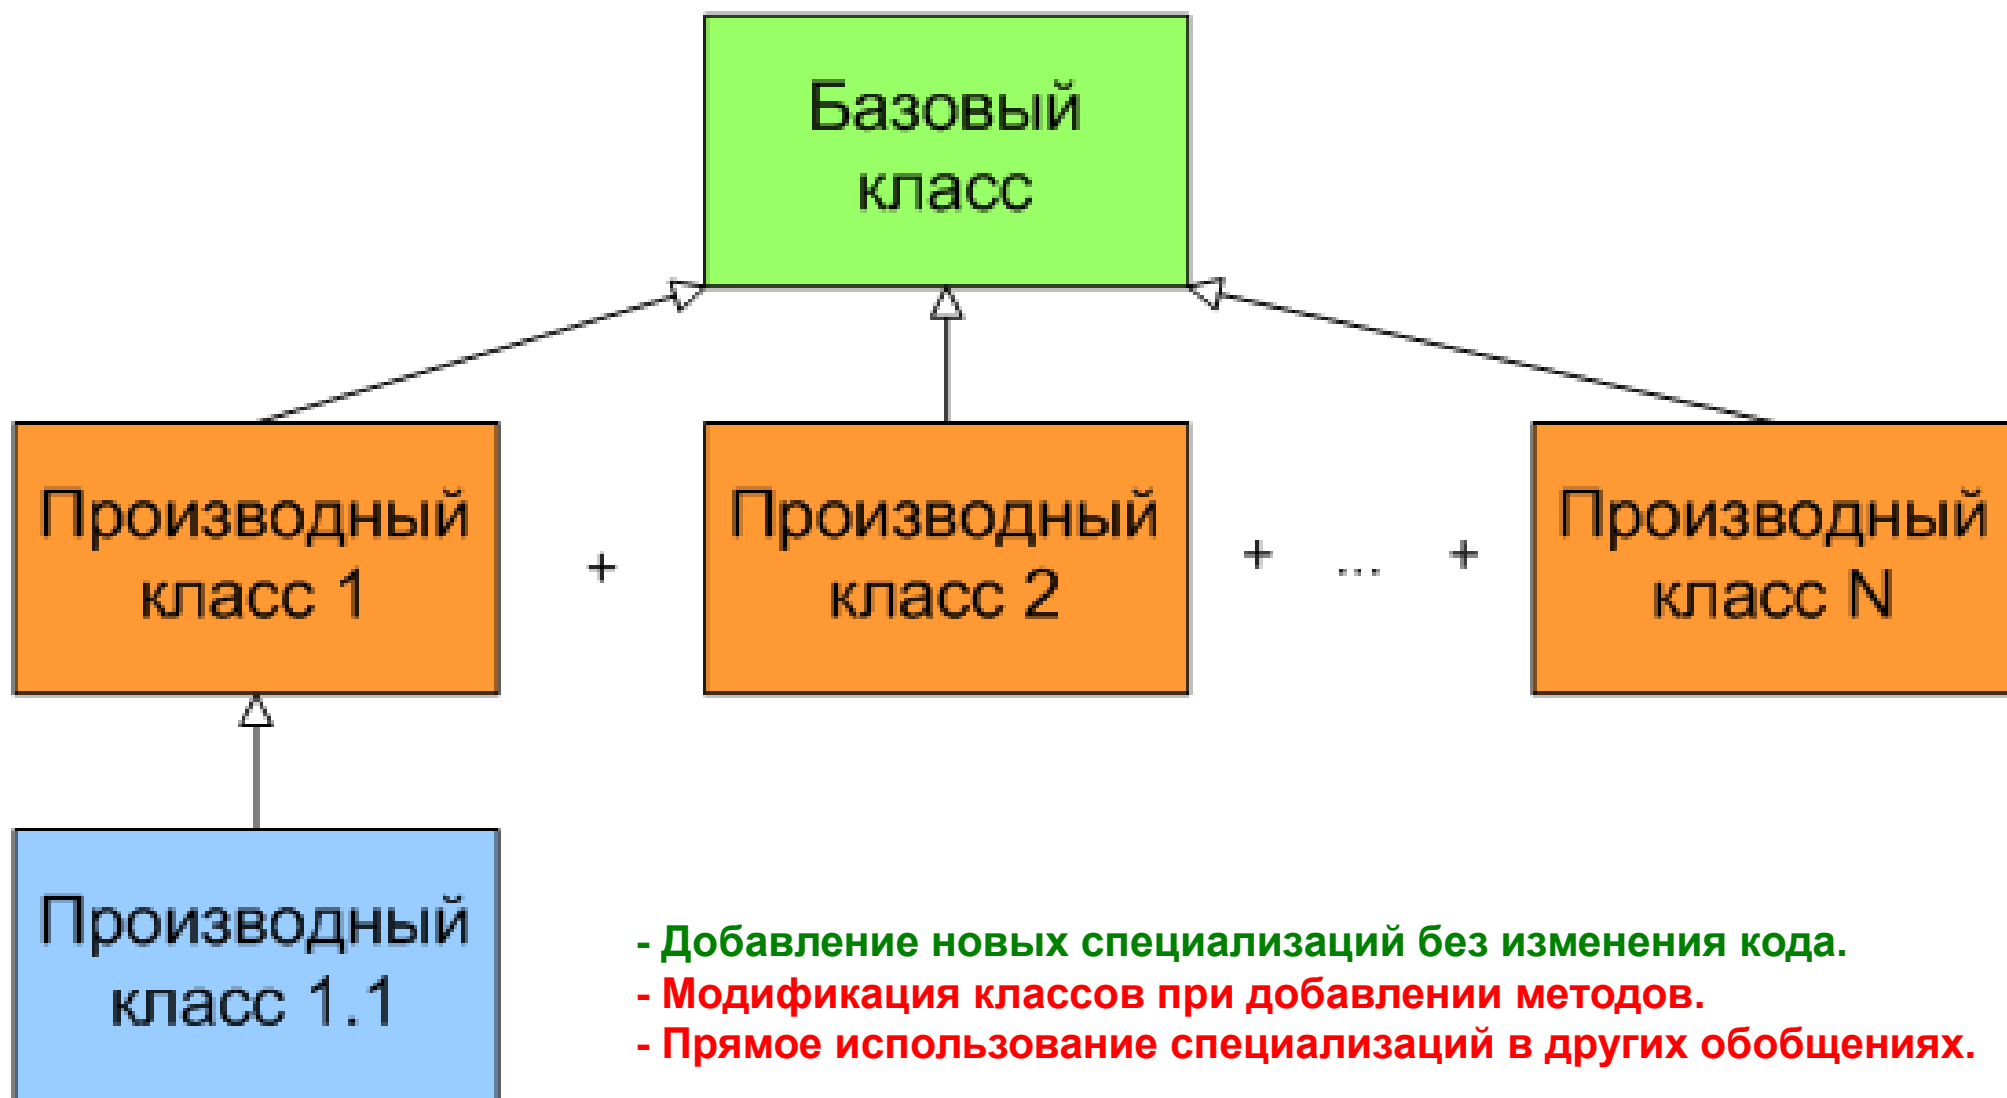 Базовый
класс
Производный
класс 1
+
Производный
класс 2
+ ... +
Производный
класс N
Производный
класс 1.1
- Добавление новых специализаций без изменения кода.
- Модификация классов при добавлении методов.
- Прямое использование специализаций в других обобщениях.